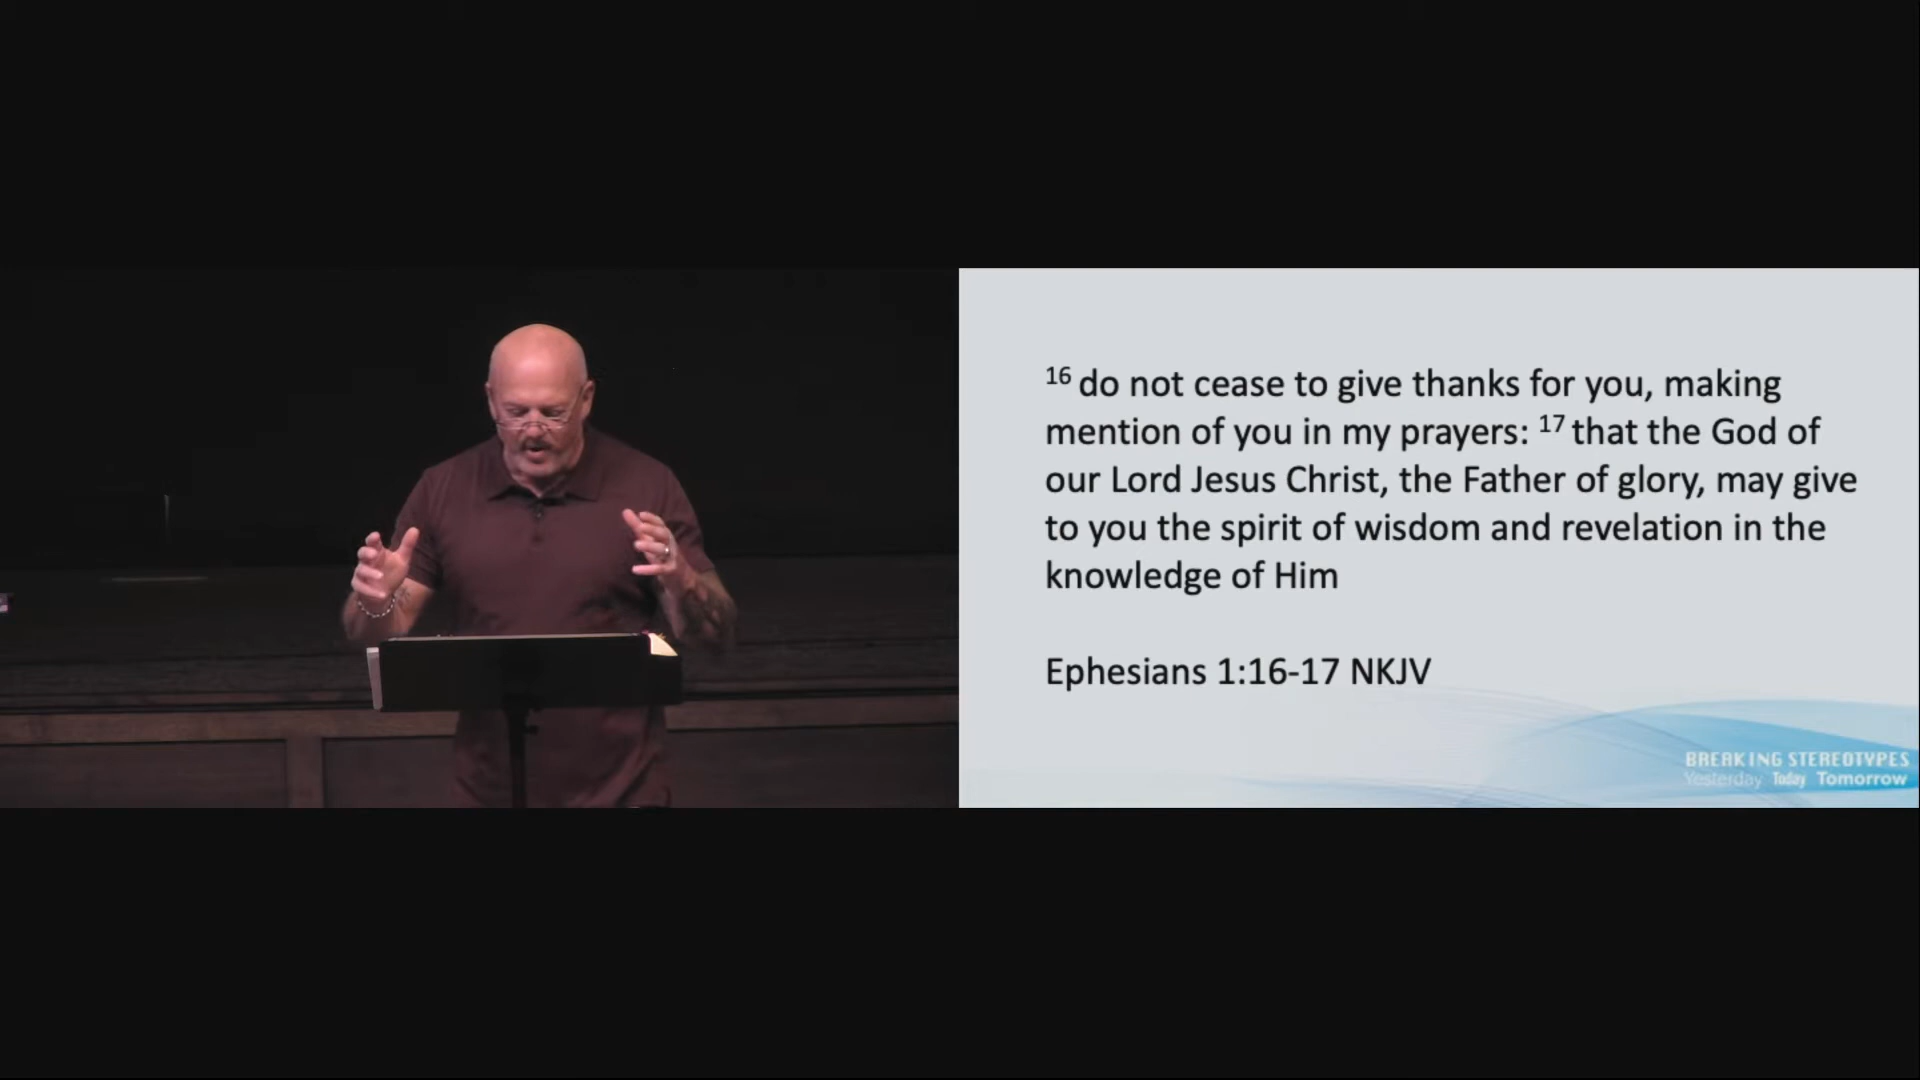 16 do not cease to give thanks for you, making
mention of you in my prayers: 17 that the God of
our Lord Jesus Christ, the Father of glory, may give
to you the spirit of wisdom and revelation in the
knowledge of Him
Ephesians 1:16-17 NKJV
BREAKING STEREOTYPES
Yesterday Today Tomorrow